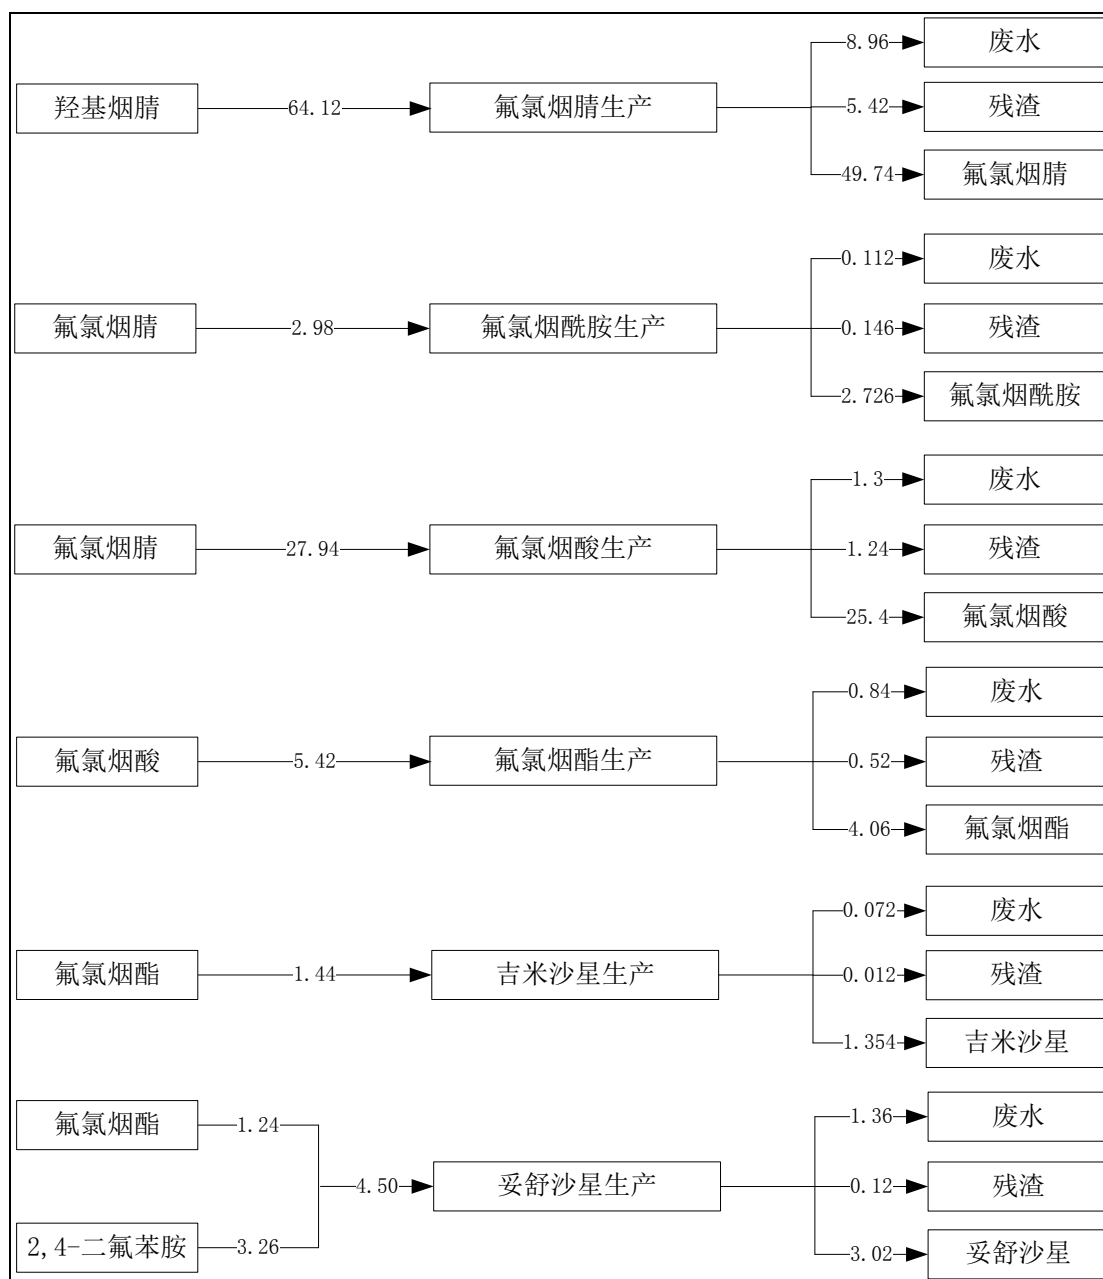 8.96 废水
羟基烟腈 64.12 氟氯烟腈生产 5.42 残渣
49.74 氟氯烟腈
0.112 废水
氟氯烟腈 2.98 氟氯烟酰胺生产 0.146 残渣
2.726 氟氯烟酰胺
1.3 废水
氟氯烟腈 27.94 氟氯烟酸生产 1.24 残渣
25.4 氟氯烟酸
0.84 废水
氟氯烟酸 5.42 氟氯烟酯生产 0.52 残渣
4.06 氟氯烟酯
0.072 废水
氟氯烟酯 1.44 吉米沙星生产 0.012 残渣
1.354 吉米沙星
氟氯烟酯 1.24 1.36 废水
4.50 妥舒沙星生产 0.12 残渣
2,4-二氟苯胺 3.26 3.02 妥舒沙星